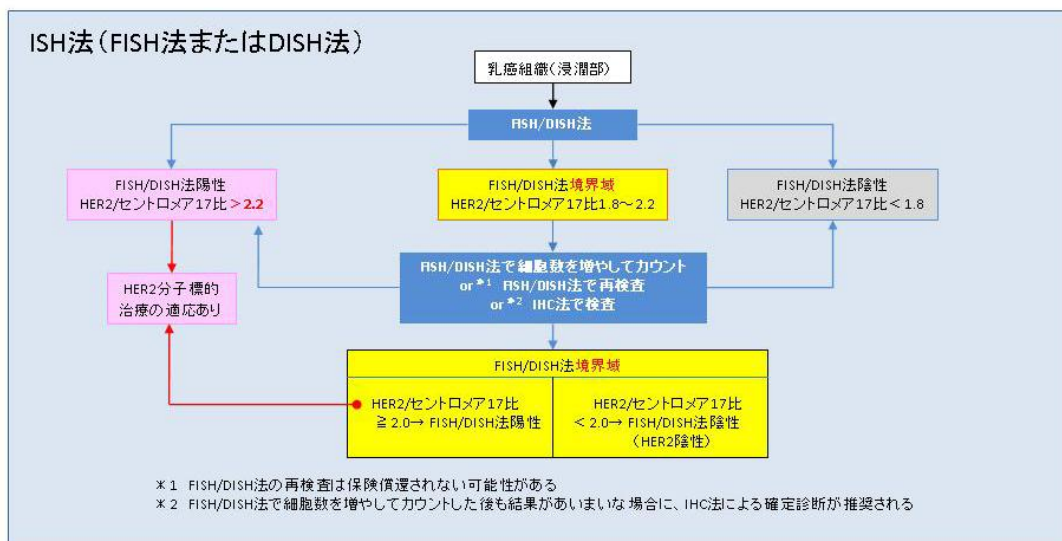 ISH法(FISH法またはDISH法)
乳癌組織(浸潤部)
FISH/DISH法
FISH/DISH法陽性
HER2/セントロメア17比>2.2
FISH/DISH法境界域
HER2/セントロメア17比1.8~2.2
FISH/DISH法陰性
HER2/セントロメア17比<1.8
FISH/DISH法で細胞数を増やしてカウント
or*1 FISH/DISH法で再検査
or*2 IHC法で検査
HER2分子標的
治療の適応あり
FISH/DISH法境界域
HER2/セントロメア17比
≧2.0→FISH/DISH法陽性
HER2/セントロメア17比
<2.0→FISH/DISH法陰性
(HER2陰性)
*1 FISH/DISH法の再検査は保険償還されない可能性がある
*2 FISH/DISH法で細胞数を増やしてカウントした後も結果があいまいな場合に、IHC法による確定診断が推奨される